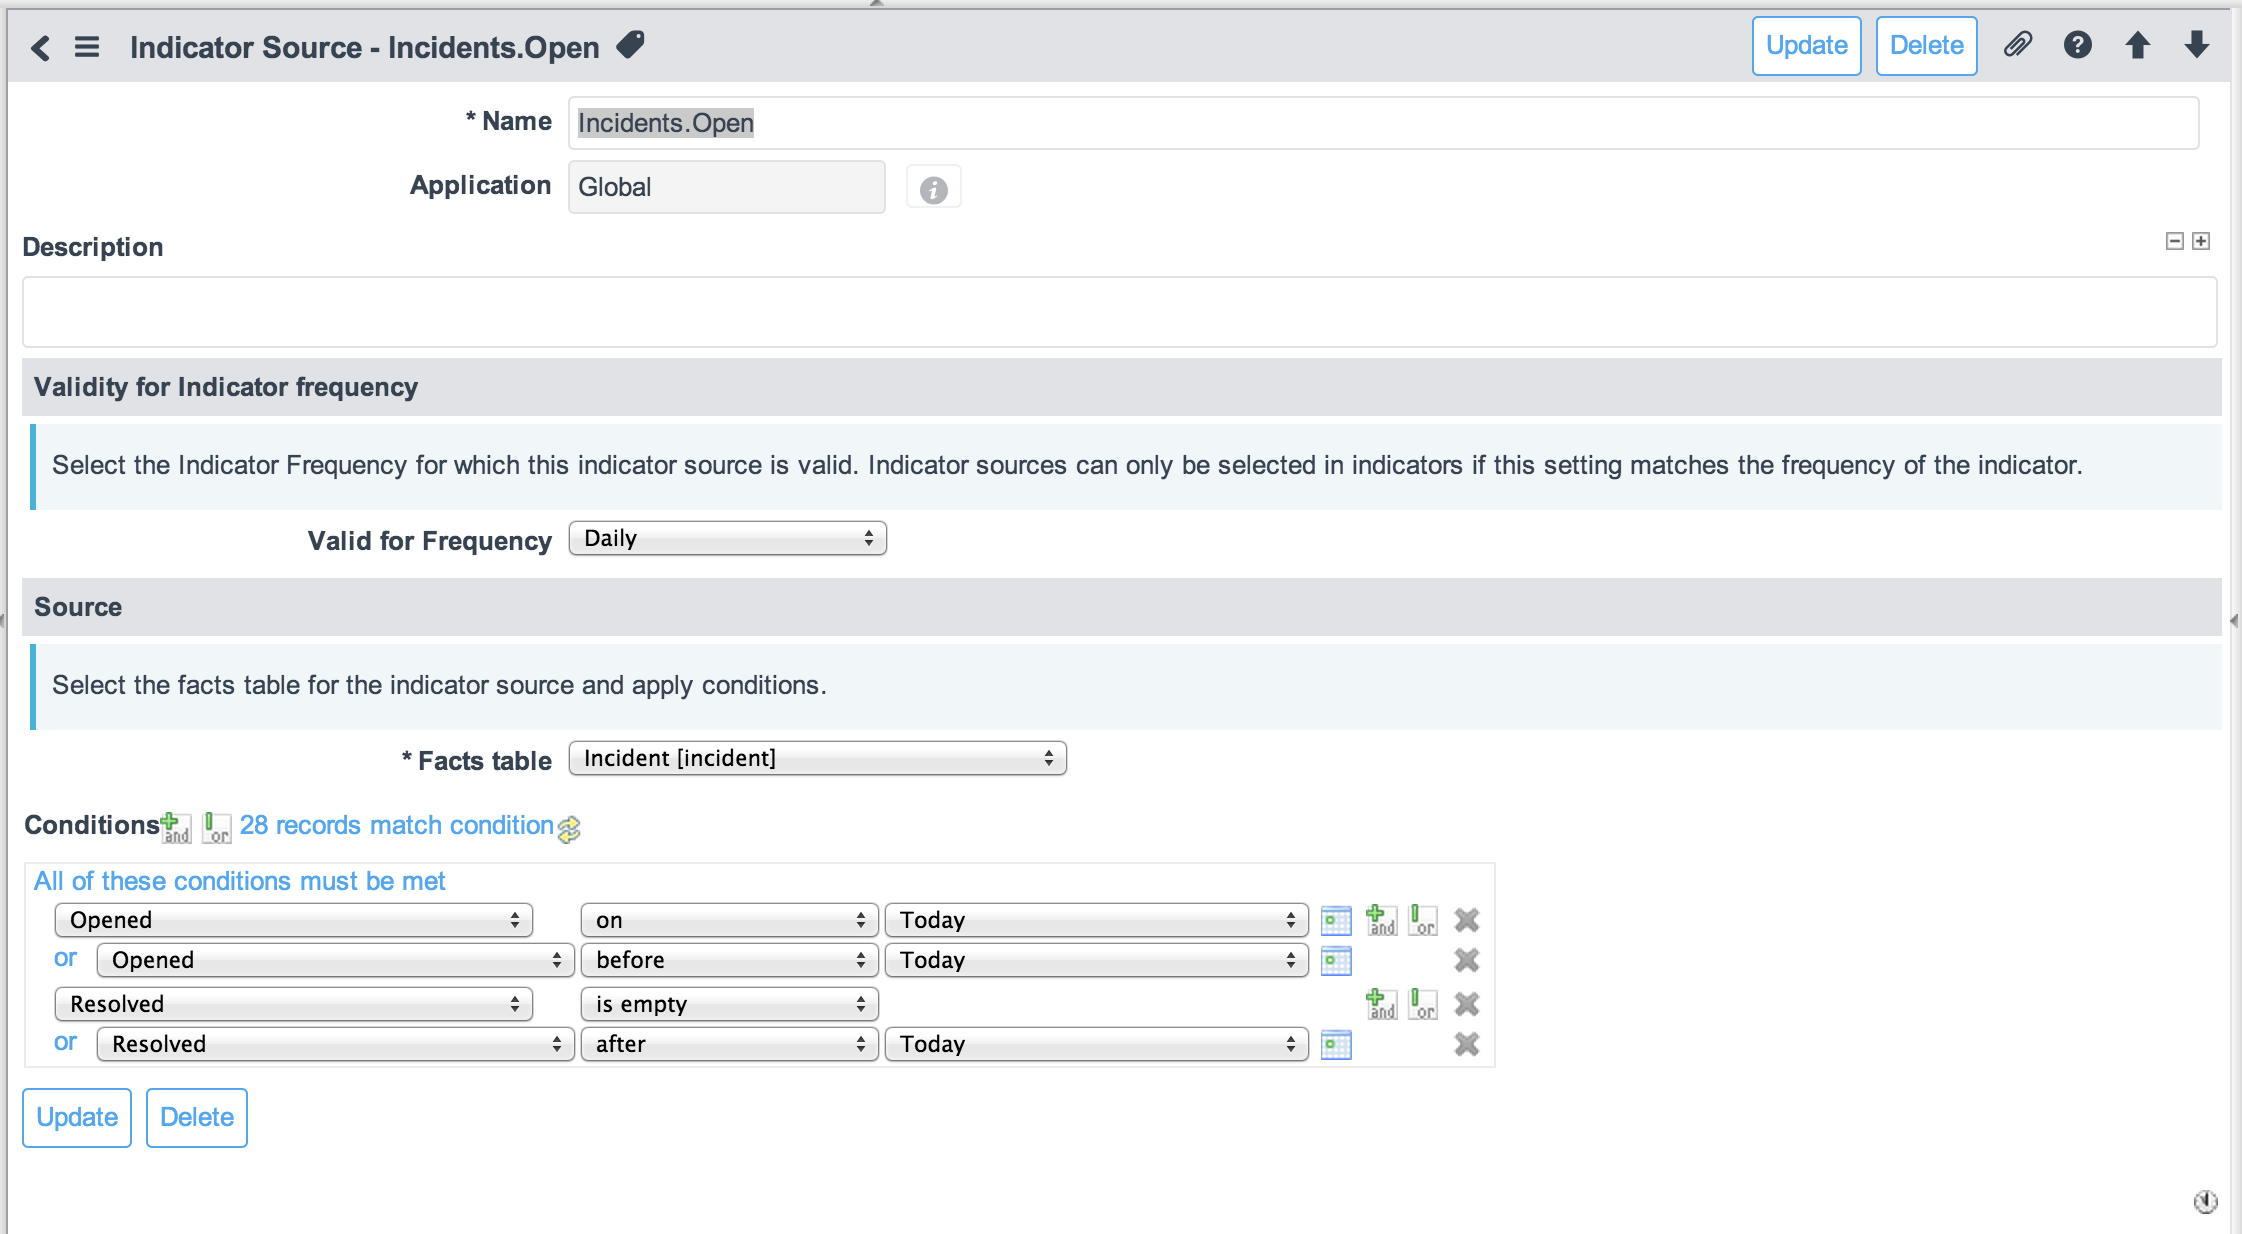 Indicator Source - Incidents.Open
Update Delete
* Name Incidents.Open
Application Global
Description
Validity for Indicator frequency
Select the Indicator Frequency for which this indicator source is valid. Indicator sources can only be selected in indicators if this setting matches the frequency of the indicator.
Valid for Frequency Daily
Source
Select the facts table for the indicator source and apply conditions.
* Facts table Incident [incident]
Conditions and or 28 records match condition
All of these conditions must be met
Opened on Today and or
or Opened before Today
Resolved is empty and or
or Resolved after Today
Update Delete